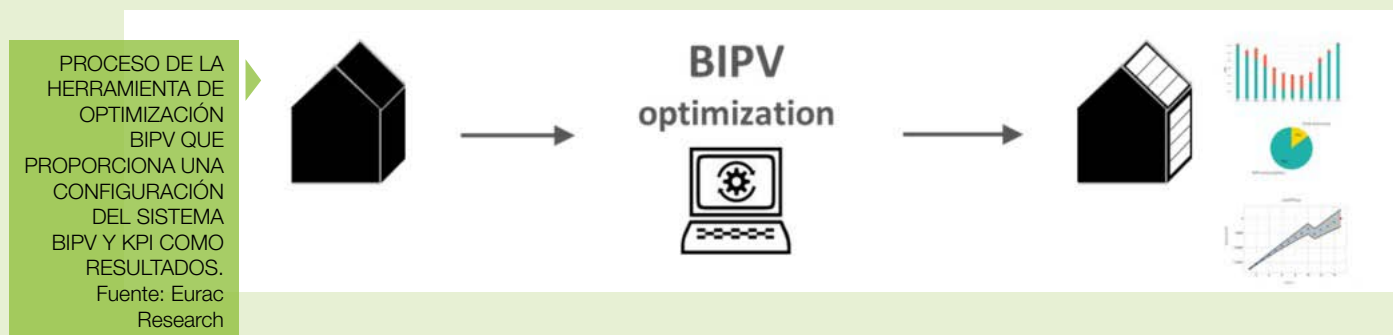 PROCESO DE LA
HERRAMIENTA DE
OPTIMIZACIÓN
BIPV QUE
PROPORCIONA UNA
CONFIGURACIÓN
DEL SISTEMA
BIPV Y KPI COMO
RESULTADOS.
Fuente: Eurac
Research
BIPV
optimization